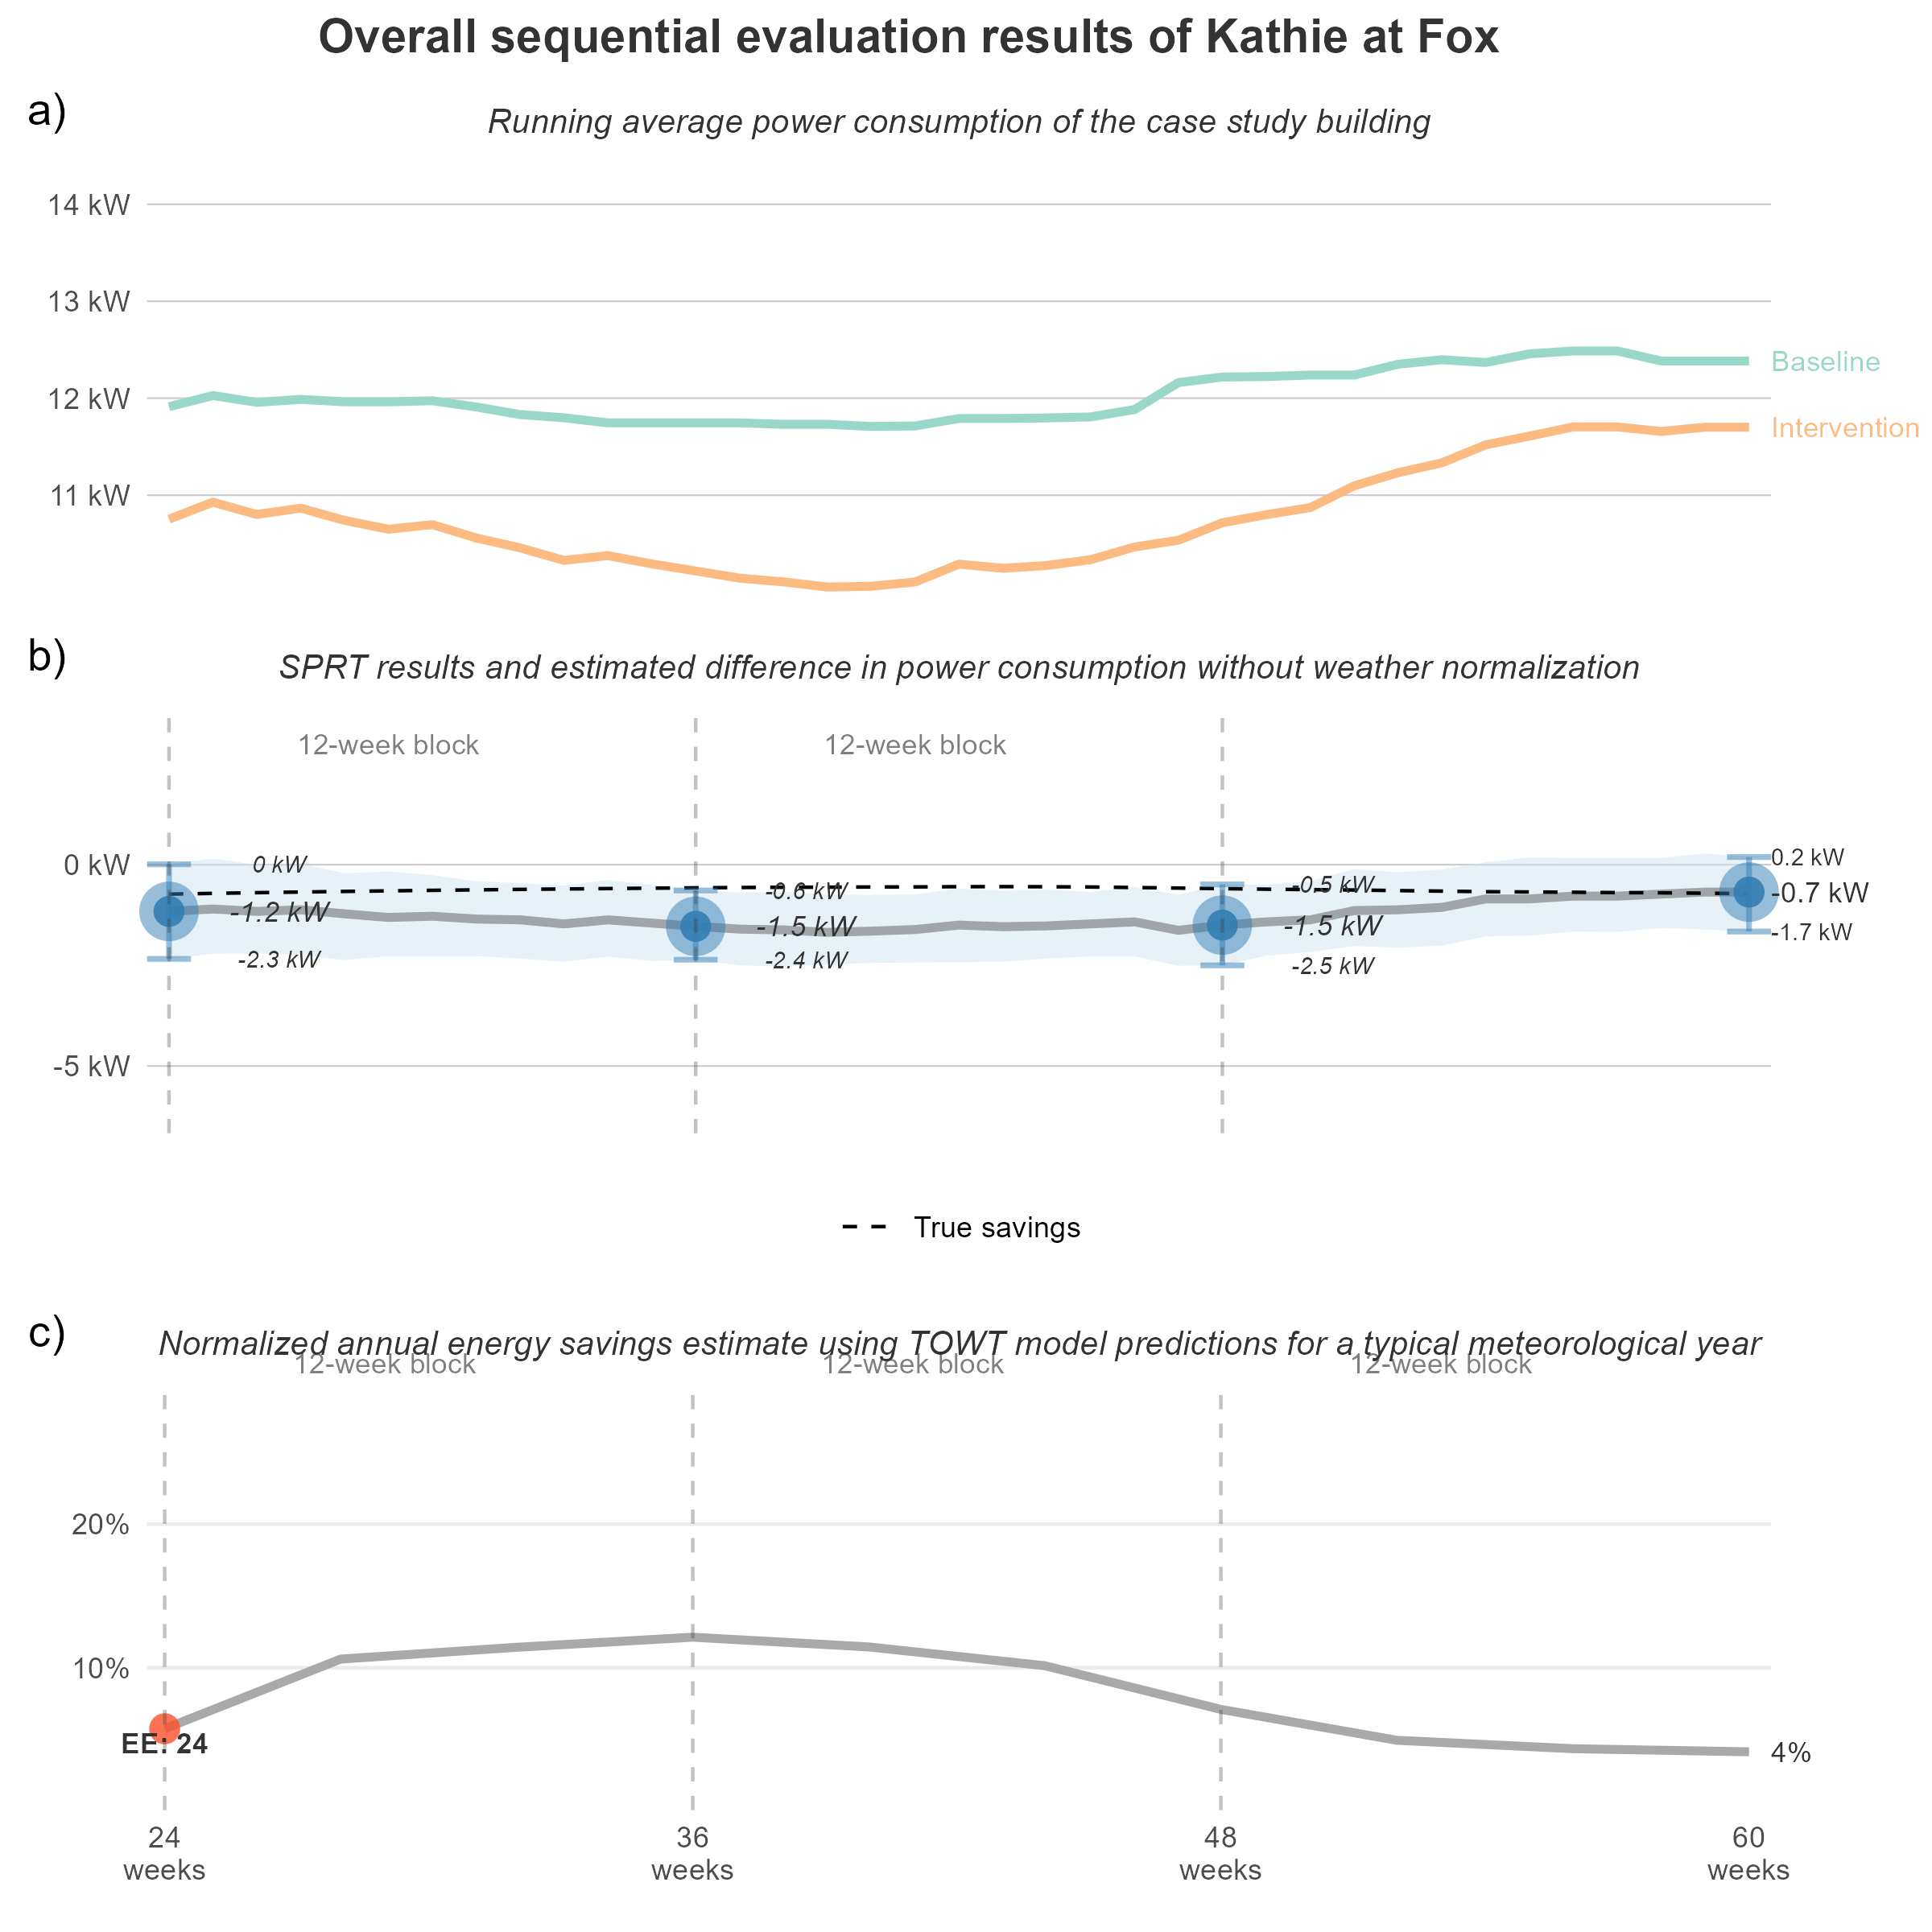 Overall sequential evaluation results of Kathie at Fox
a)
Running average power consumption of the case study building
14 kW
13 kW
12 kW
11 kW
Baseline
Intervention
b)
SPRT results and estimated difference in power consumption without weather normalization
12-week block
12-week block
0 kW
-5 kW
0 kW
-1.2 kW
-2.3 kW
-0.6 kW
-1.5 kW
-2.4 kW
-0.5 kW
-1.5 kW
-2.5 kW
0.2 kW
-0.7 kW
-1.7 kW
True savings
c)
Normalized annual energy savings estimate using TOWT model predictions for a typical meteorological year
12-week block
12-week block
12-week block
20%
10%
EE: 24
4%
24
weeks
36
weeks
48
weeks
60
weeks